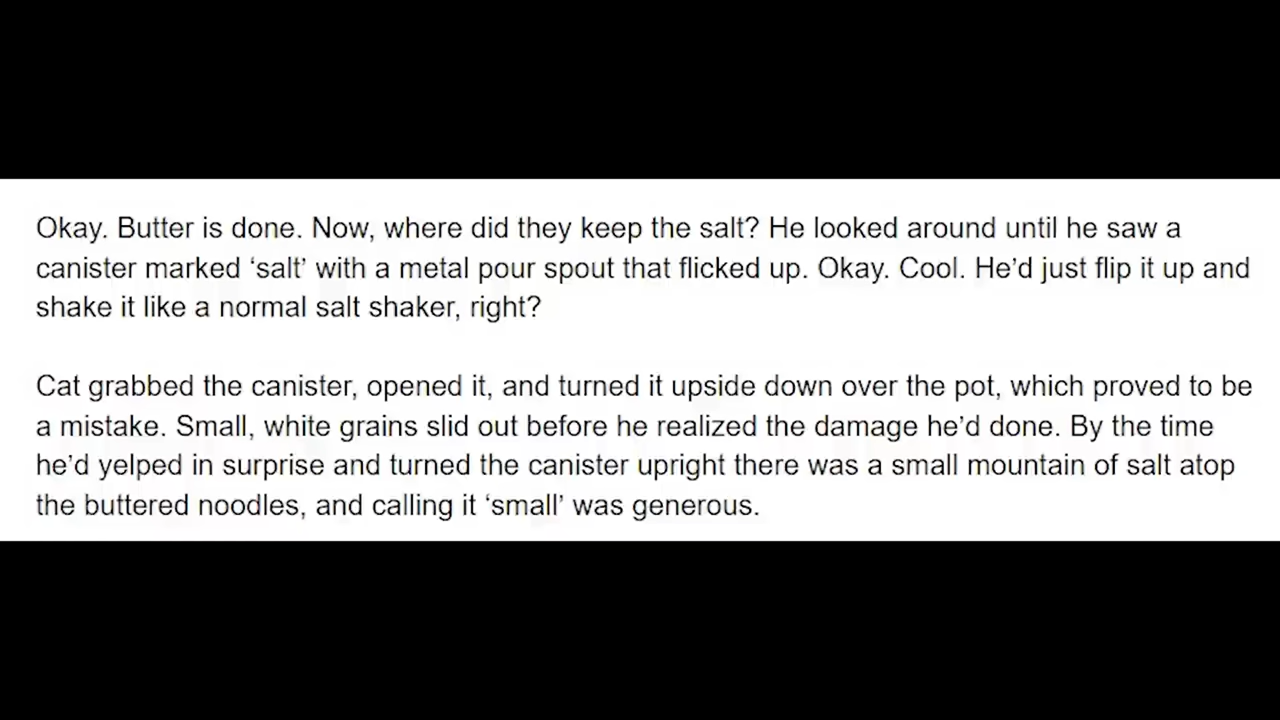 Okay. Butter is done. Now, where did they keep the salt? He looked around until he saw a
canister marked ‘salt’ with a metal pour spout that flicked up. Okay. Cool. He’d just flip it up and
shake it like a normal salt shaker, right?
Cat grabbed the canister, opened it, and turned it upside down over the pot, which proved to be
a mistake. Small, white grains slid out before he realized the damage he’d done. By the time
he’d yelped in surprise and turned the canister upright there was a small mountain of salt atop
the buttered noodles, and calling it ‘small’ was generous.